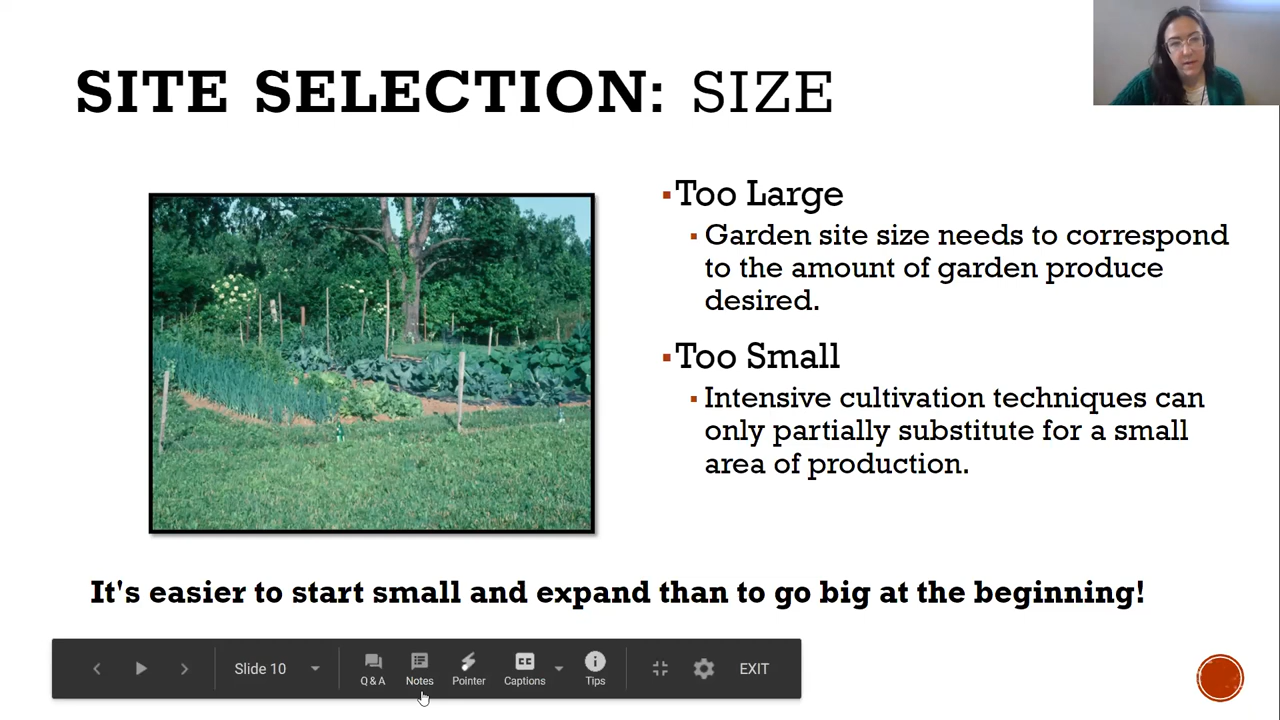 SITE SELECTION: SIZE
Too Large
Garden site size needs to correspond
to the amount of garden produce
desired.
Too Small
Intensive cultivation techniques can
only partially substitute for a small
area of production.
It's easier to start small and expand than to go big at the beginning!
Slide 10
Q & A
Notes
Pointer
CC
Captions
Tips
EXIT